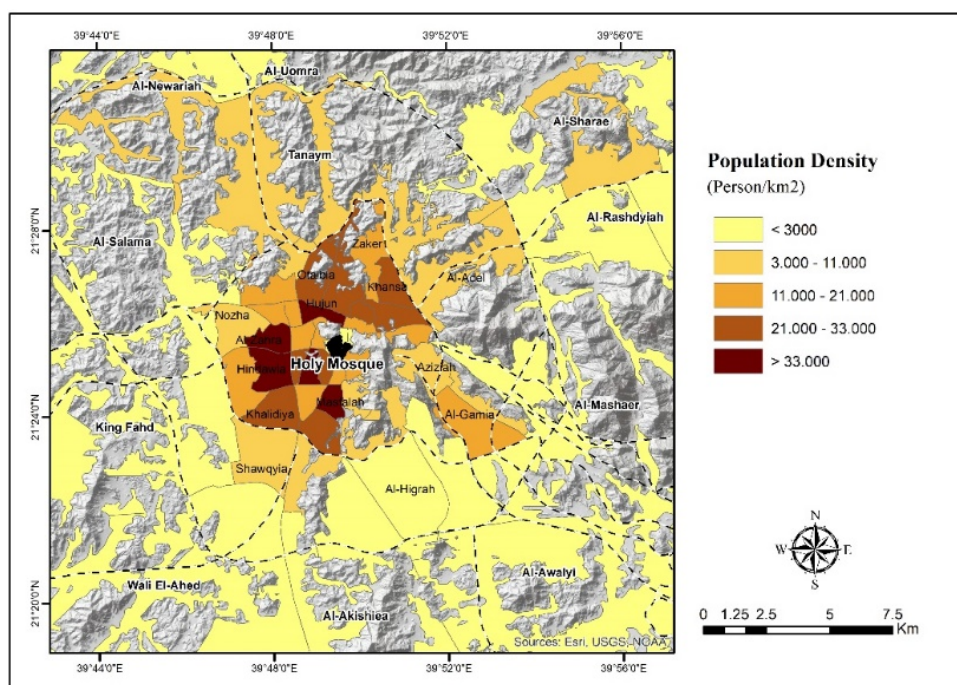 39°44'0"E 39°48'0"E 39°52'0"E 39°56'0"E
Al-Uomra
Al-Newariah
Al-Sharae
Tanaym
Population Density
(Person/km2)
Al-Rashdyiah
< 3000
21°28'0"N
Al-Salama
Zakert
3.000 - 11.000
Otaibia
Khansa
Al-Adel
11.000 - 21.000
Hujun
Nozha
21.000 - 33.000
Al-Zahra
Holy Mosque
> 33.000
Hindawia
Aziziah
Masfalah
Al-Mashaer
21°24'0"N
Khalidiya
Al-Gamia
King Fahd
Shawqyia
Al-Higrah
N
W E
S
21°20'0"N
Wali El-Ahed
Al-Awalyi
Al-Akishiea
0 1.25 2.5 5 7.5
Km
Sources: Esri, USGS, NOAA
39°44'0"E 39°48'0"E 39°52'0"E 39°56'0"E